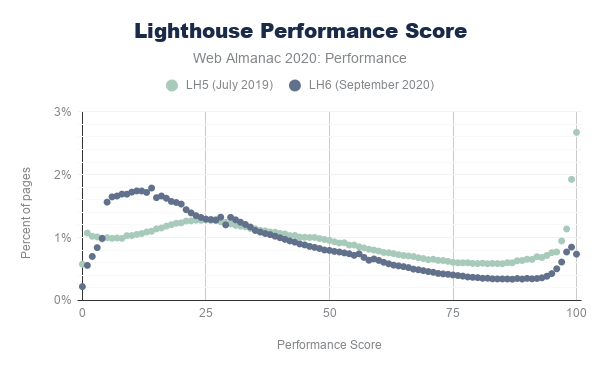 Lighthouse Performance Score
Web Almanac 2020: Performance
LH5 (July 2019) LH6 (September 2020)
3%
2%
1%
0%
Percent of pages
0 25 50 75 100
Performance Score